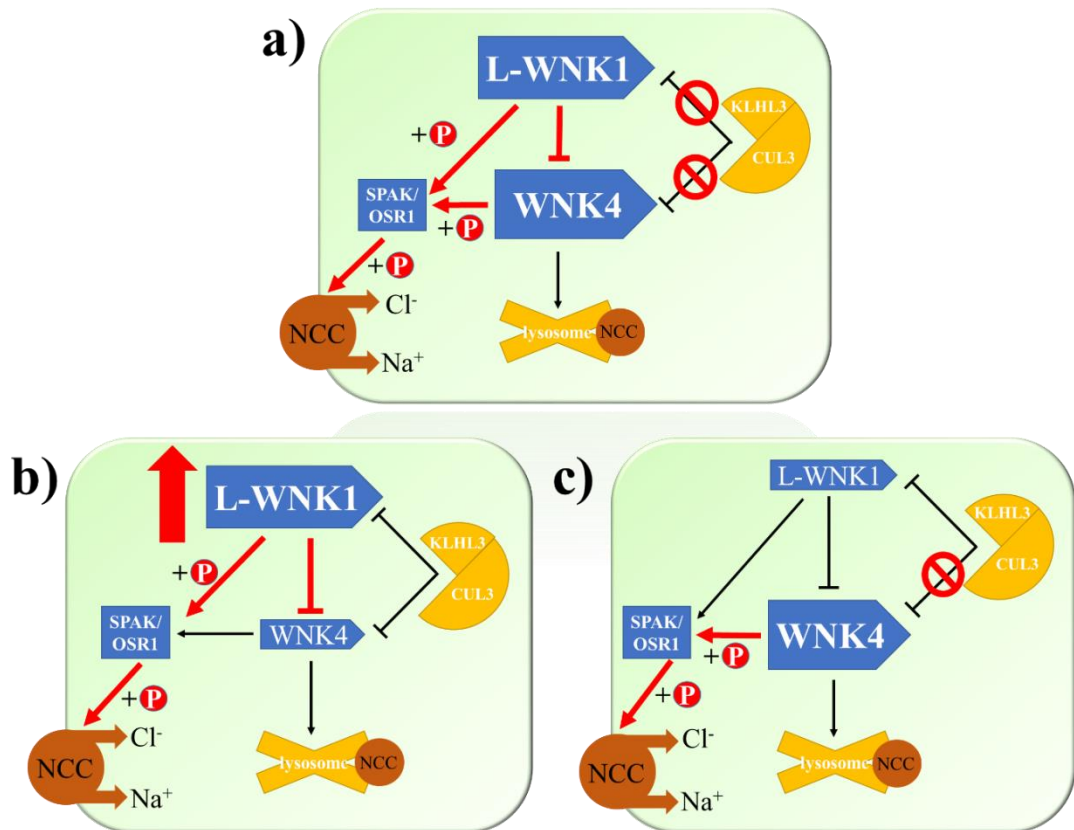 a)
L-WNK1
KLHL3
CUL3
+ P
SPAK/
OSR1
WNK4
+ P
+ P
Cl⁻
NCC
Na⁺
lysosome
NCC
b)
L-WNK1
KLHL3
CUL3
+ P
SPAK/
OSR1
WNK4
+ P
Cl⁻
NCC
Na⁺
lysosome
NCC
c)
L-WNK1
KLHL3
CUL3
SPAK/
OSR1
WNK4
+ P
+ P
Cl⁻
NCC
Na⁺
lysosome
NCC